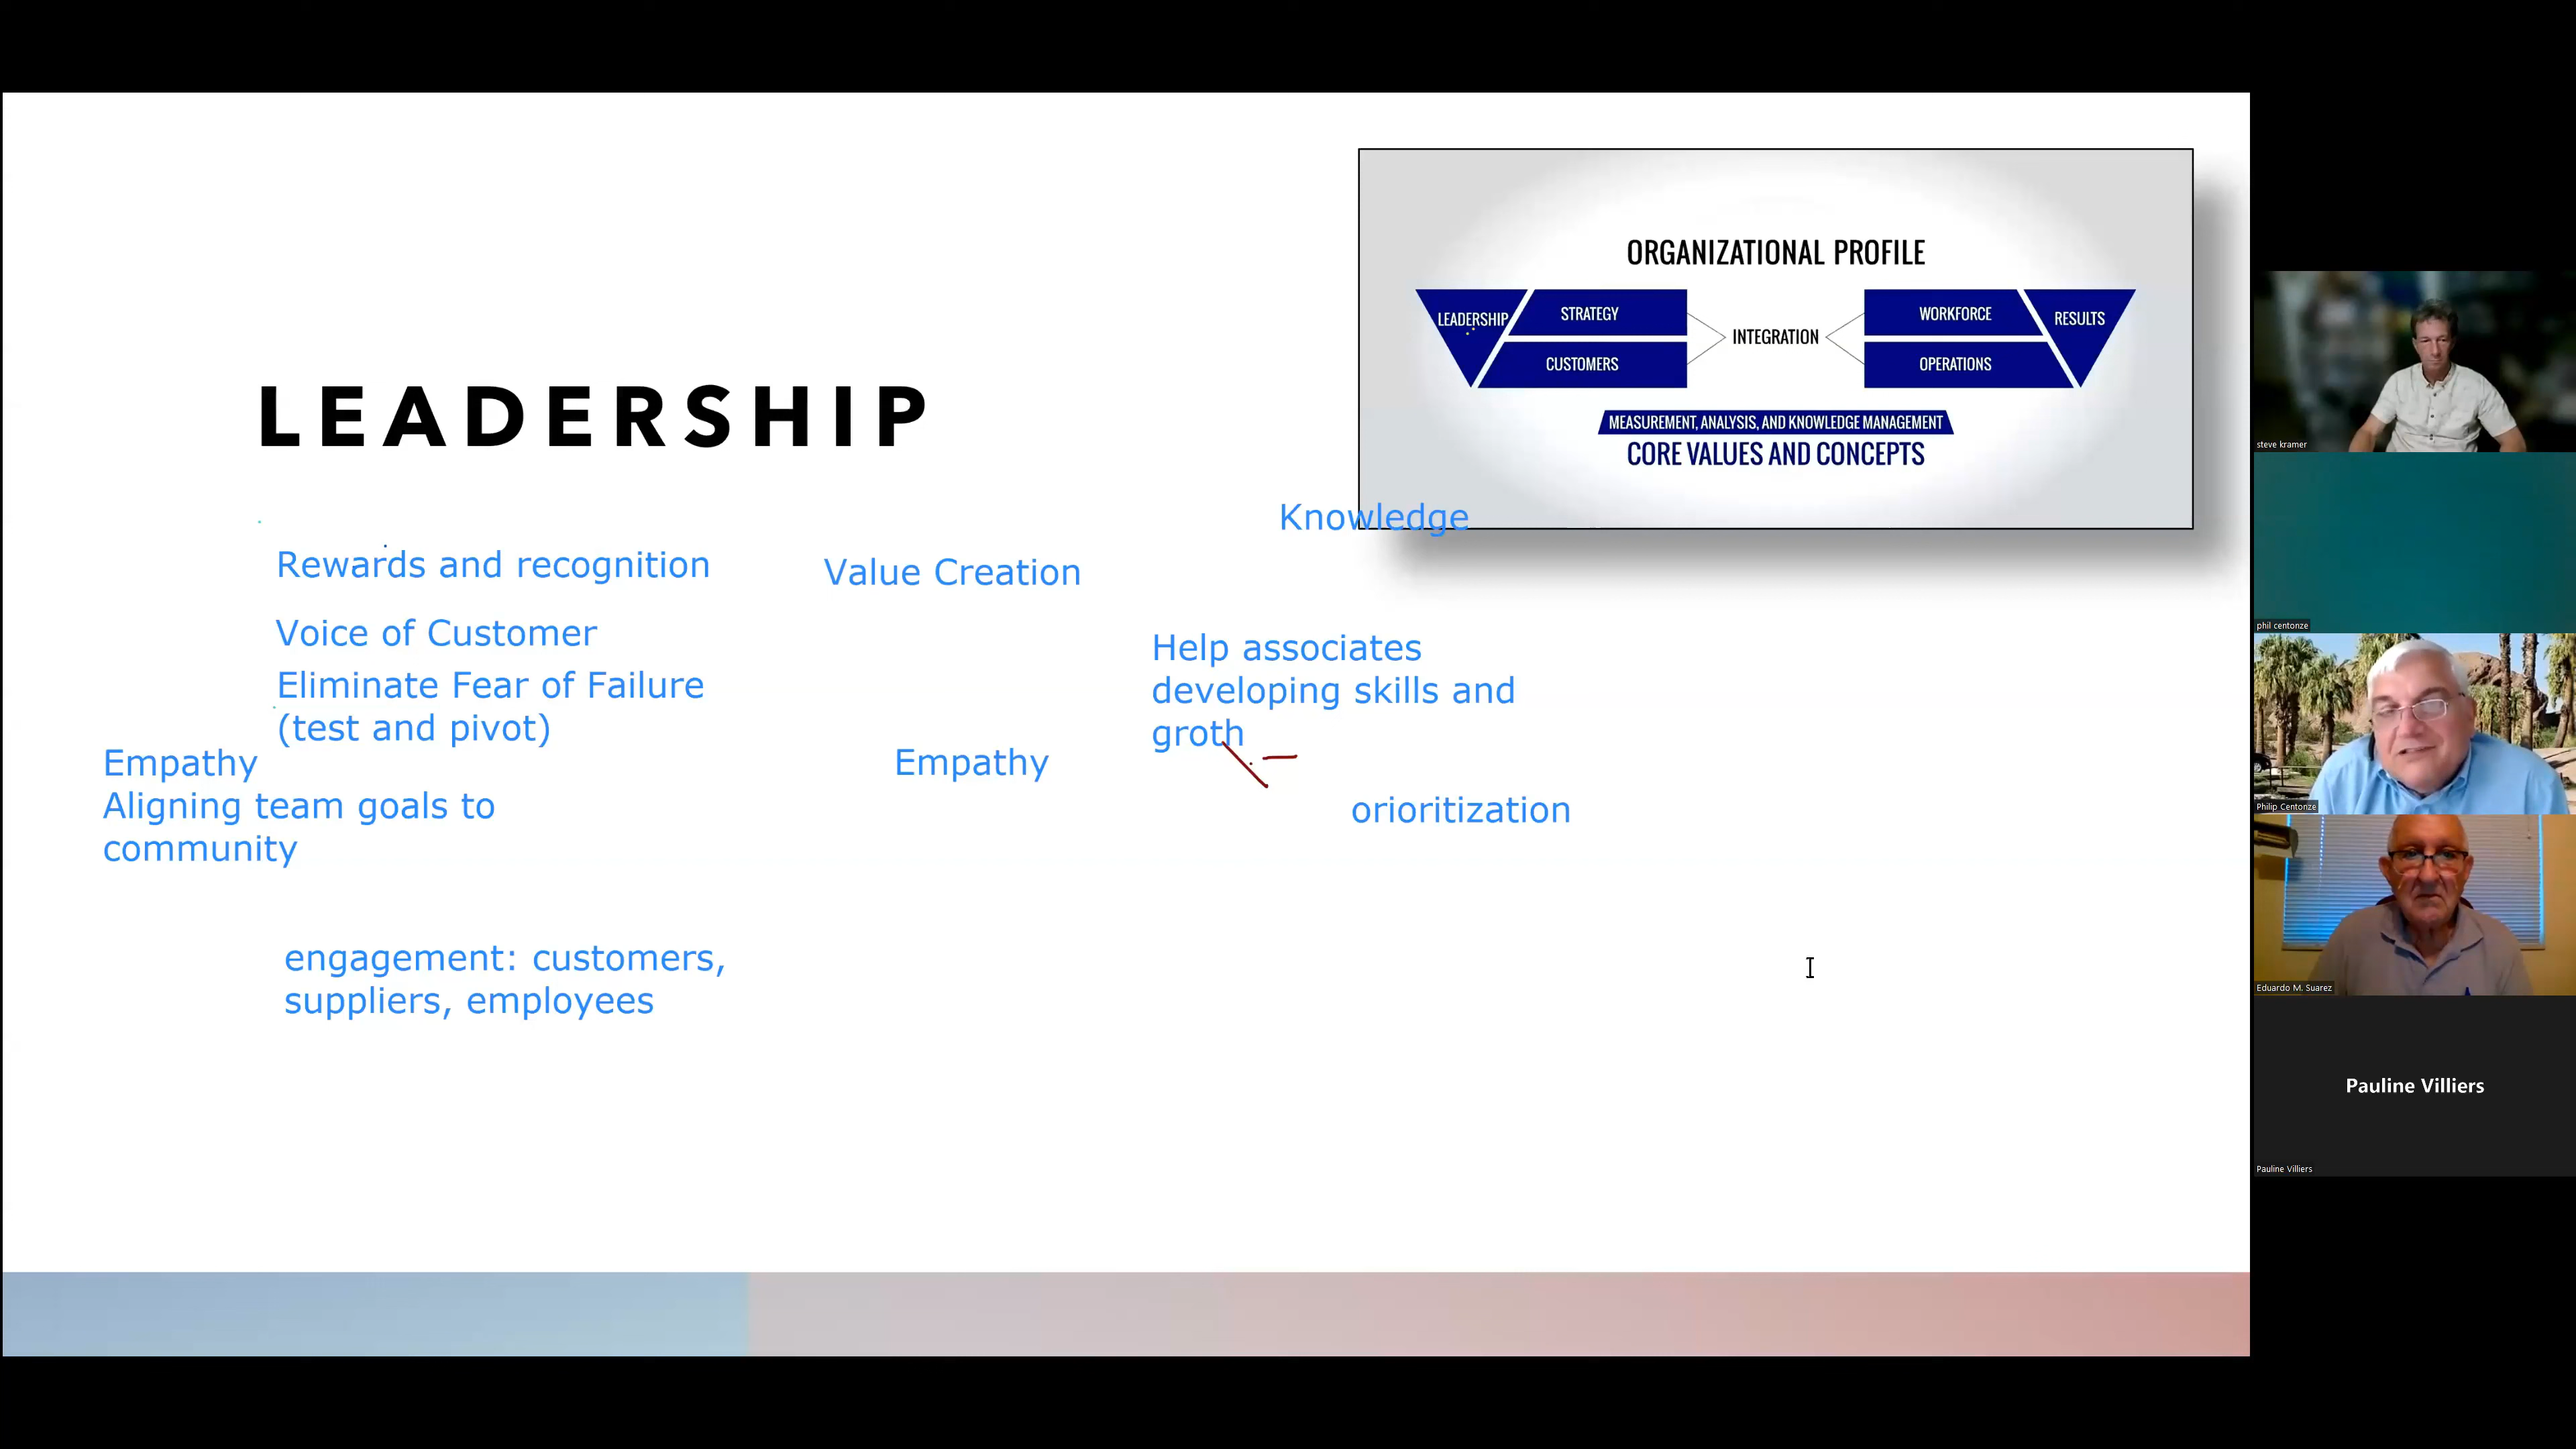 ORGANIZATIONAL PROFILE
LEADERSHIP
STRATEGY
CUSTOMERS
INTEGRATION
WORKFORCE
OPERATIONS
RESULTS
MEASUREMENT, ANALYSIS, AND KNOWLEDGE MANAGEMENT
CORE VALUES AND CONCEPTS
LEADERSHIP
Knowledge
Rewards and recognition
Value Creation
Voice of Customer
Help associates
developing skills and
groth
Eliminate Fear of Failure
(test and pivot)
Empathy
Aligning team goals to
community
Empathy
orioritization
engagement: customers,
suppliers, employees
steve kramer
phil centonze
Philip Centonze
Eduardo M. Suarez
Pauline Villiers
Pauline Villiers